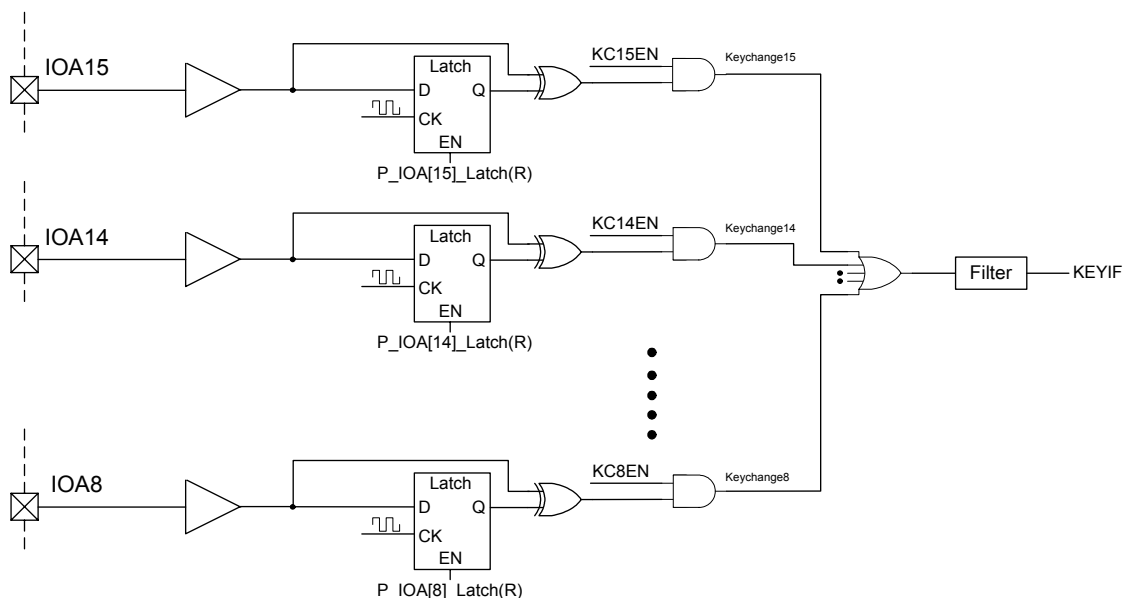 IOA15
Latch
D Q
CK
EN
P_IOA[15]_Latch(R)
KC15EN
Keychange15
IOA14
Latch
D Q
CK
EN
P_IOA[14]_Latch(R)
KC14EN
Keychange14
Filter
KEYIF
IOA8
Latch
D Q
CK
EN
P_IOA[8]_Latch(R)
KC8EN
Keychange8